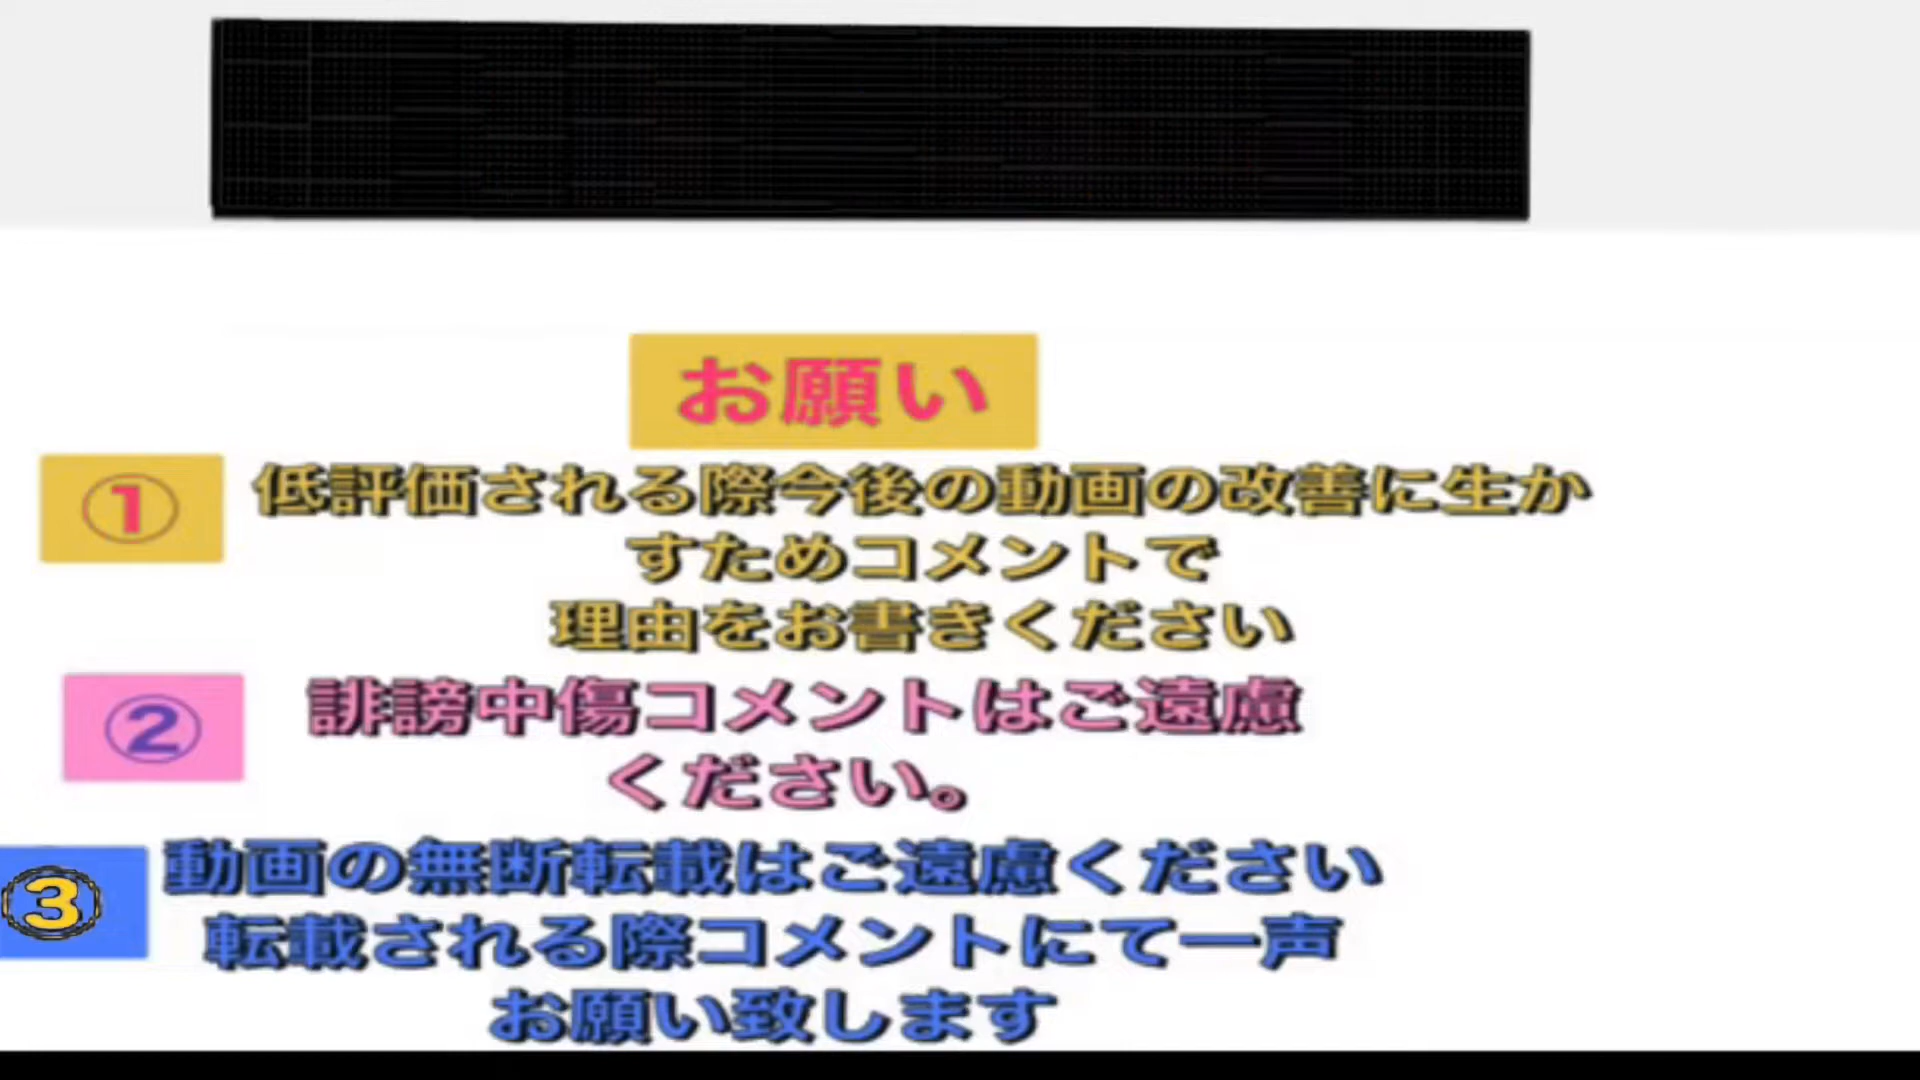 お願い
① 低評価される際今後の動画の改善に生か
すためコメントで
理由をお書きください
② 誹謗中傷コメントはご遠慮
ください。
③ 動画の無断転載はご遠慮ください
転載される際コメントにて一声
お願い致します